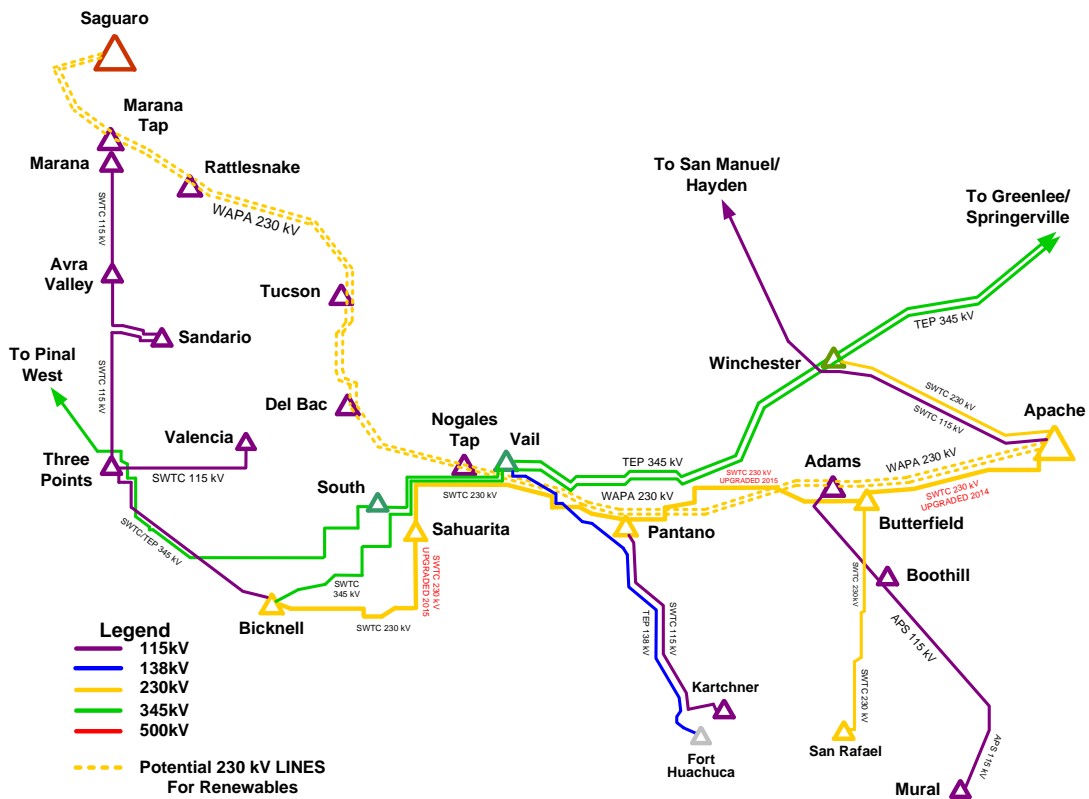 Saguaro
Marana
Tap
Marana
Rattlesnake
WAPA 230 kV
SWTC 115 kV
To San Manuel/
Hayden
To Greenlee/
Springerville
Avra
Valley
Tucson
Sandario
TEP 345 kV
To Pinal
West
SWTC 115 kV
Winchester
SWTC 230 kV
SWTC 115 kV
Apache
Del Bac
Nogales
Tap
Vail
Valencia
Three
Points
SWTC 115 kV
TEP 345 kV
SWTC 230 kV
UPGRADED 2015
Adams
WAPA 230 kV
South
SWTC 230 kV
WAPA 230 kV
SWTC 230 kV
UPGRADED 2014
Sahuarita
Pantano
Butterfield
SWTC/TEP 345 kV
SWTC
345 kV
SWTC 230 kV
UPGRADED 2015
SWTC 230kV
Boothill
Bicknell
SWTC 230 kV
TEP 138 kV
SWTC 115 kV
APS 115 kV
Legend
115kV
138kV
230kV
345kV
500kV
Potential 230 kV LINES
For Renewables
Kartchner
SWTC 230 kV
Fort
Huachuca
San Rafael
APS 115 kV
Mural